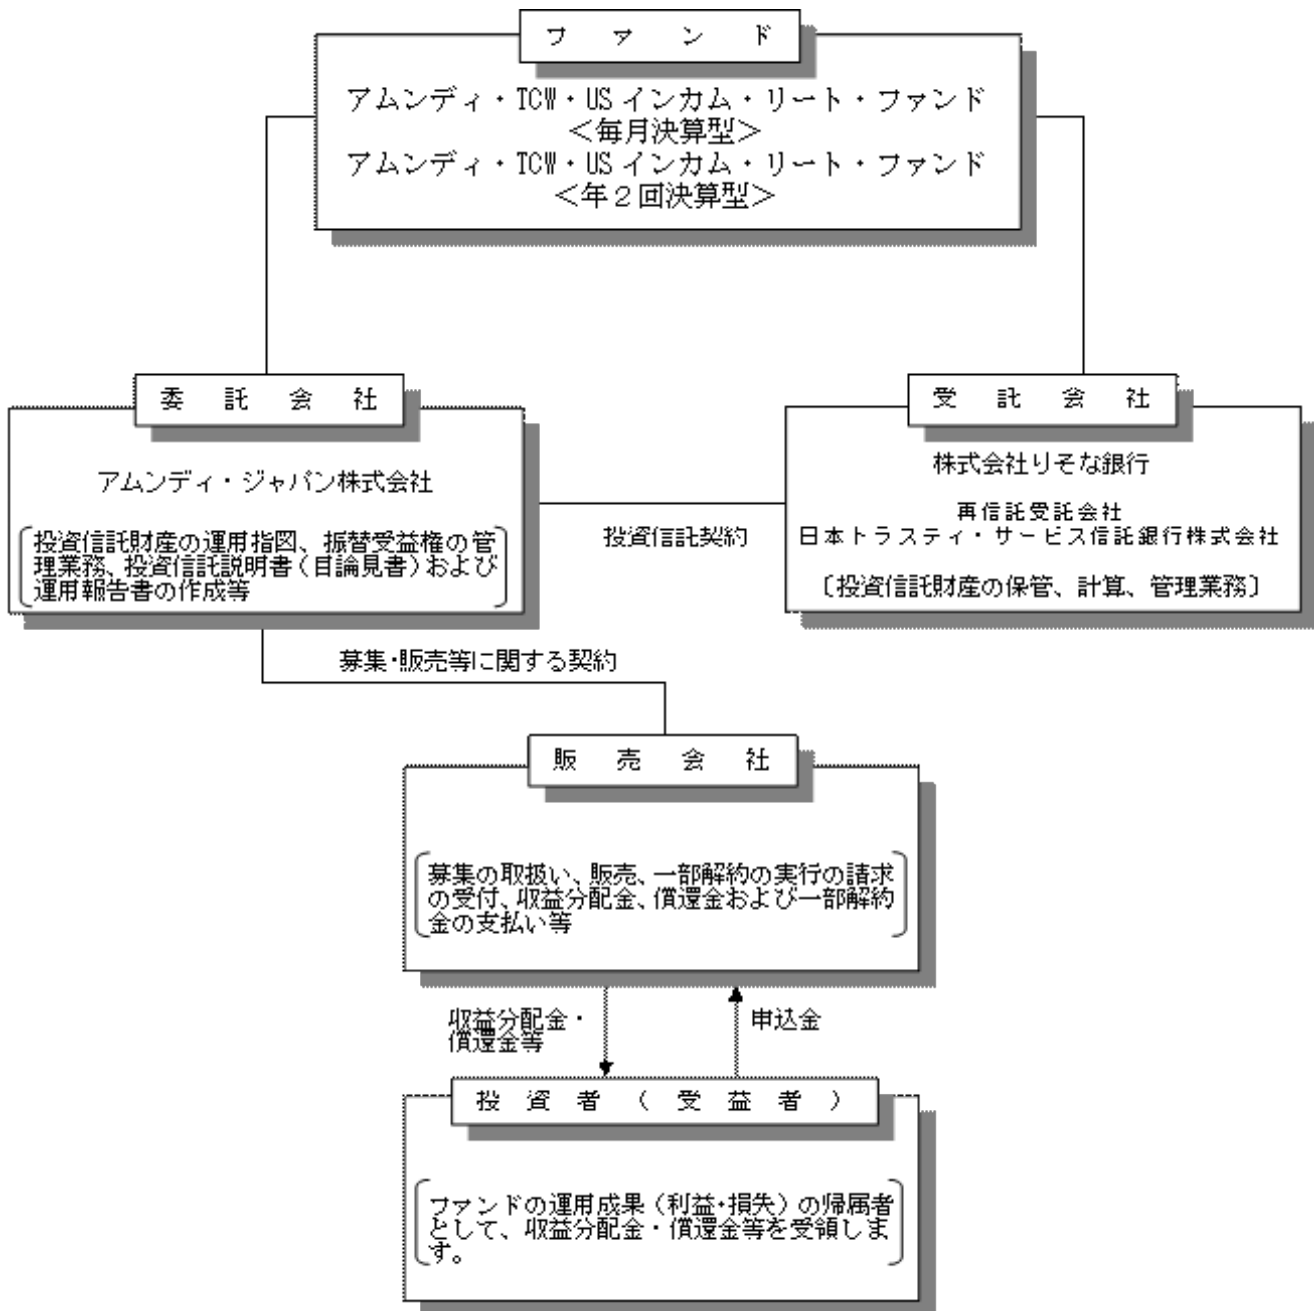 ファンド
アムンディ・TCW・USインカム・リート・ファンド
＜毎月決算型＞
アムンディ・TCW・USインカム・リート・ファンド
＜年２回決算型＞
委託会社
アムンディ・ジャパン株式会社
投資信託財産の運用指図、振替受益権の管
理業務、投資信託説明書（目論見書）および
運用報告書の作成等
投資信託契約
受託会社
株式会社りそな銀行
再信託受託会社
日本トラスティ・サービス信託銀行株式会社
〔投資信託財産の保管、計算、管理業務〕
募集・販売等に関する契約
販売会社
募集の取扱い、販売、一部解約の実行の請求
の受付、収益分配金、償還金および一部解約
金の支払い等
収益分配金・
償還金等
申込金
投資者（受益者）
ファンドの運用成果（利益・損失）の帰属者
として、収益分配金・償還金等を受領しま
す。